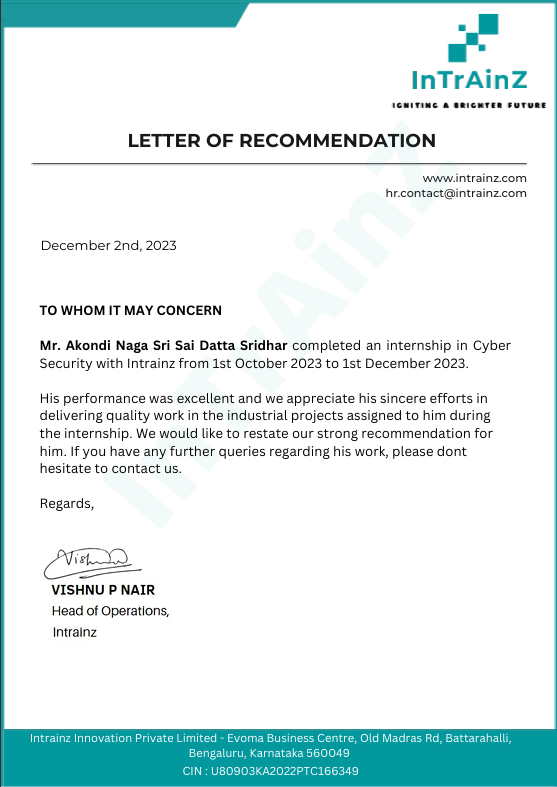 InTrAinZ
IGNITING A BRIGHTER FUTURE
LETTER OF RECOMMENDATION
www.intrainz.com
hr.contact@intrainz.com
December 2nd, 2023
TO WHOM IT MAY CONCERN
Mr. Akondi Naga Sri Sai Datta Sridhar completed an internship in Cyber
Security with Intrainz from 1st October 2023 to 1st December 2023.
His performance was excellent and we appreciate his sincere efforts in
delivering quality work in the industrial projects assigned to him during
the internship. We would like to restate our strong recommendation for
him. If you have any further queries regarding his work, please dont
hesitate to contact us.
Regards,
Vishnu
VISHNU P NAIR
Head of Operations,
Intrainz
Intrainz Innovation Private Limited - Evoma Business Centre, Old Madras Rd, Battarahalli,
Bengaluru, Karnataka 560049
CIN : U80903KA2022PTC166349
InTrAinZ